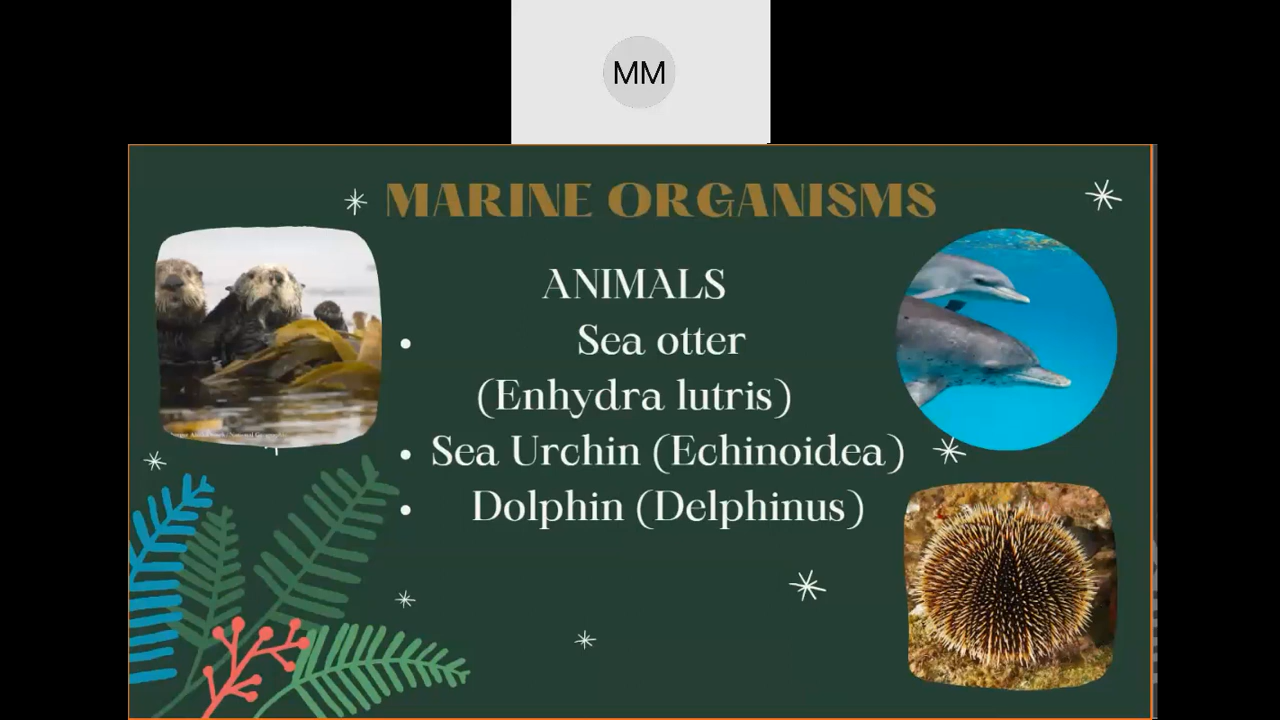 MM
MARINE ORGANISMS
ANIMALS
• Sea otter
(Enhydra lutris)
• Sea Urchin (Echinoidea)
• Dolphin (Delphinus)